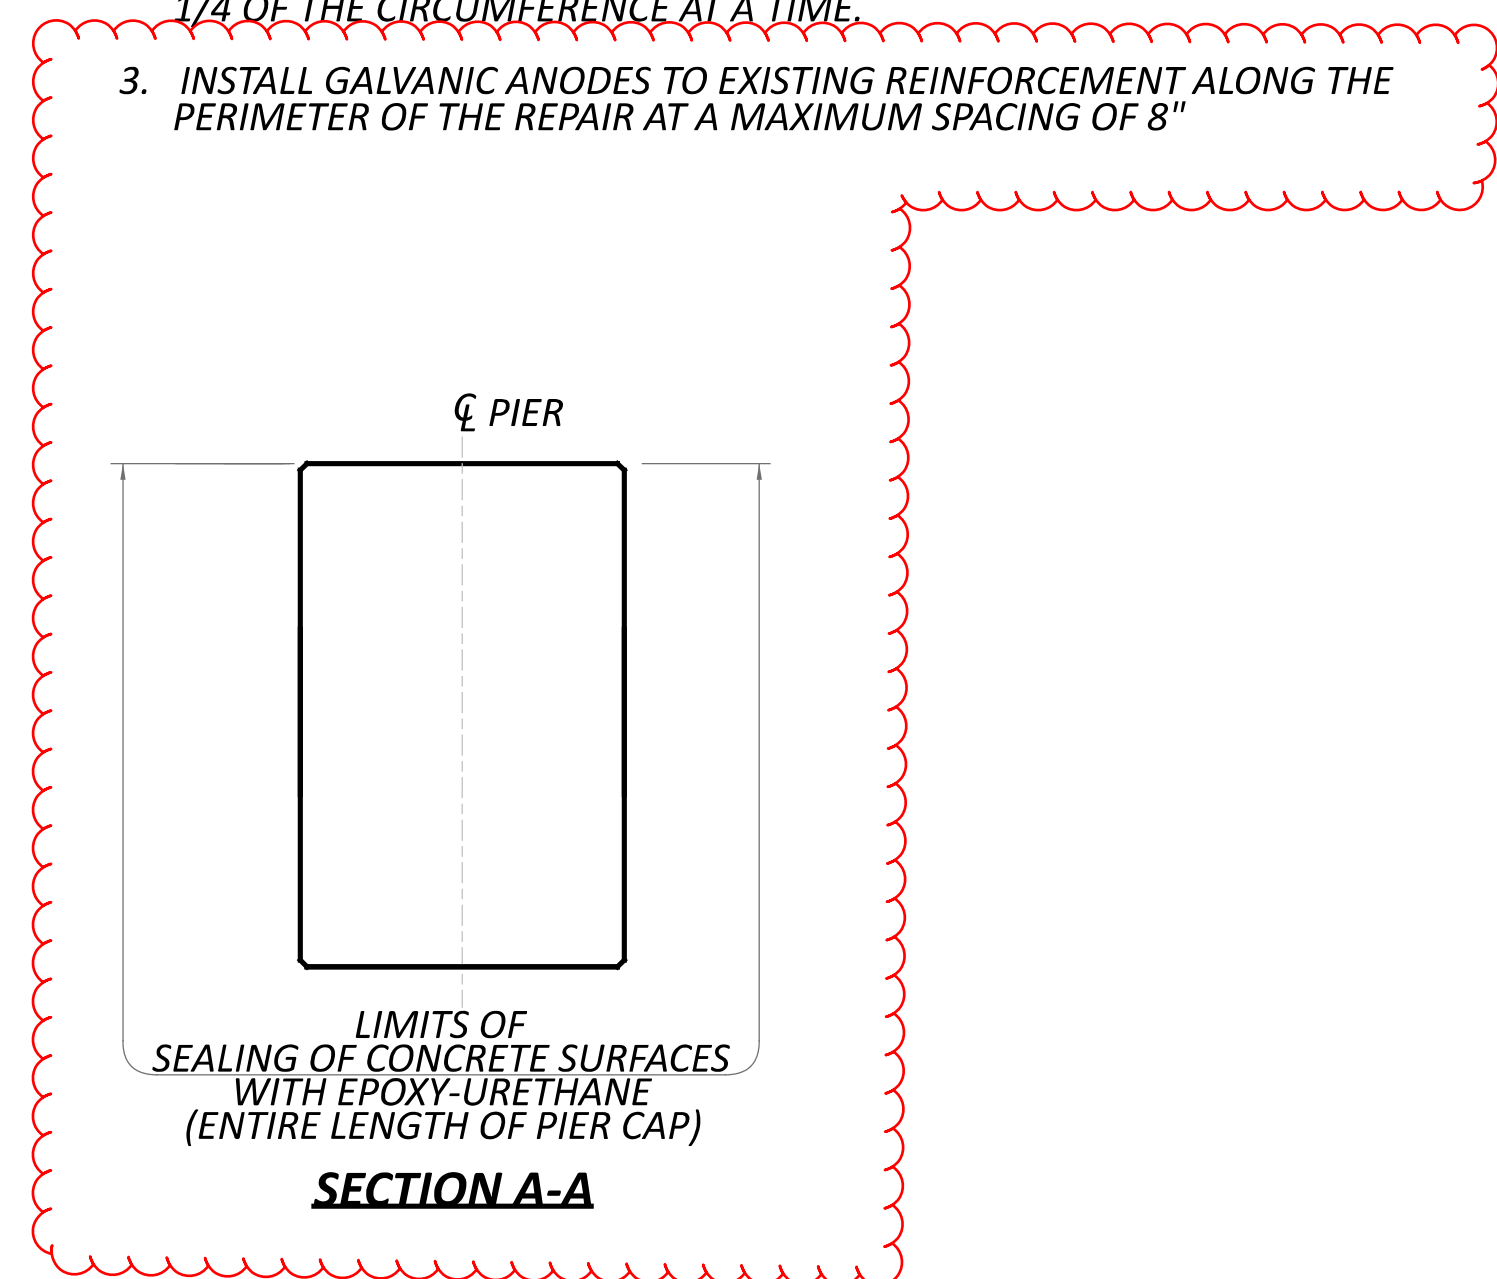 1/4 OF THE CIRCUMFERENCE AT A TIME.
3. INSTALL GALVANIC ANODES TO EXISTING REINFORCEMENT ALONG THE
PERIMETER OF THE REPAIR AT A MAXIMUM SPACING OF 8"
℄ PIER
LIMITS OF
SEALING OF CONCRETE SURFACES
WITH EPOXY-URETHANE
(ENTIRE LENGTH OF PIER CAP)
SECTION A-A